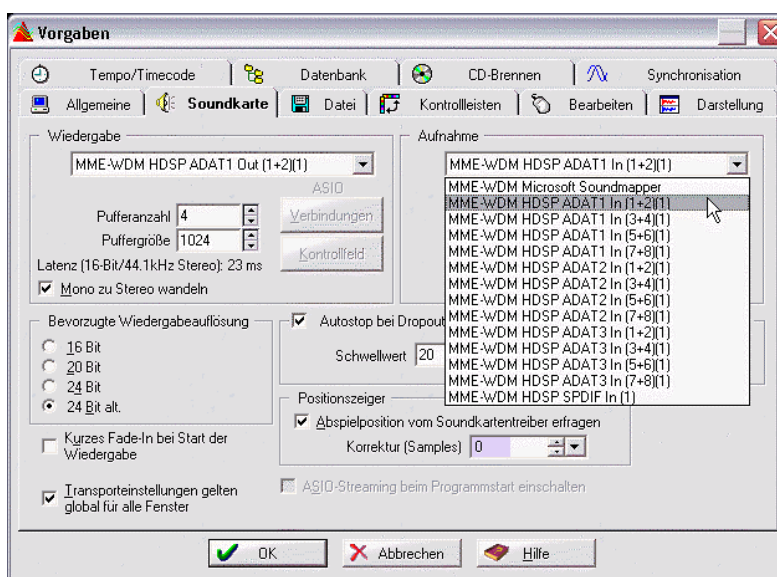 Vorgaben
Tempo/Timecode
Datenbank
CD-Brennen
Synchronisation
Allgemeine
Soundkarte
Datei
Kontrollleisten
Bearbeiten
Darstellung
Wiedergabe
MME-WDM HDSP ADAT1 Out (1+2)(1)
ASIO
Pufferanzahl 4
Verbindungen
Puffergröße 1024
Kontrollfeld
Latenz (16-Bit/44.1kHz Stereo): 23 ms
Mono zu Stereo wandeln
Aufnahme
MME-WDM HDSP ADAT1 In (1+2)(1)
MME-WDM Microsoft Soundmapper
MME-WDM HDSP ADAT1 In (1+2)(1)
MME-WDM HDSP ADAT1 In (3+4)(1)
MME-WDM HDSP ADAT1 In (5+6)(1)
MME-WDM HDSP ADAT1 In (7+8)(1)
MME-WDM HDSP ADAT2 In (1+2)(1)
MME-WDM HDSP ADAT2 In (3+4)(1)
MME-WDM HDSP ADAT2 In (5+6)(1)
MME-WDM HDSP ADAT2 In (7+8)(1)
MME-WDM HDSP ADAT3 In (1+2)(1)
MME-WDM HDSP ADAT3 In (3+4)(1)
MME-WDM HDSP ADAT3 In (5+6)(1)
MME-WDM HDSP ADAT3 In (7+8)(1)
MME-WDM HDSP SPDIF In (1)
Bevorzugte Wiedergabeauflösung
16 Bit
20 Bit
24 Bit
24 Bit alt.
Autostop bei Dropout
Schwellwert 20
Positionszeiger
Abspielposition vom Soundkartentreiber erfragen
Korrektur (Samples) 0
Kurzes Fade-In bei Start der
Wiedergabe
Transporteinstellungen gelten
global für alle Fenster
ASIO-Streaming beim Programmstart einschalten
OK
Abbrechen
Hilfe